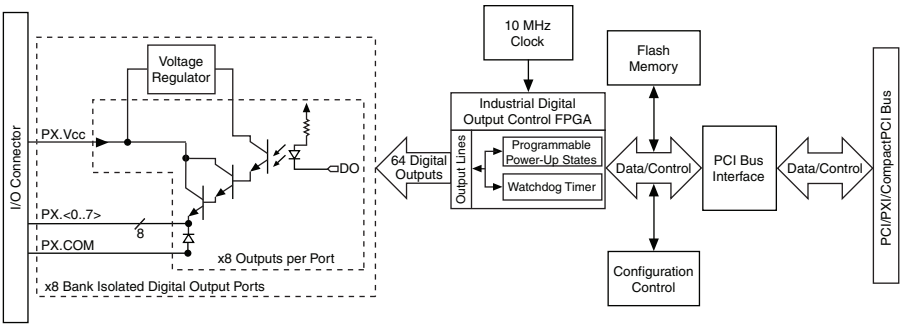 I/O Connector
PX.Vcc
PX.<0..7>
8
PX.COM
Voltage
Regulator
DO
x8 Outputs per Port
x8 Bank Isolated Digital Output Ports
64 Digital
Outputs
10 MHz
Clock
Industrial Digital
Output Control FPGA
Output Lines
Programmable
Power-Up States
Watchdog Timer
Flash
Memory
Data/Control
Configuration
Control
PCI Bus
Interface
Data/Control
PCI/PXI/CompactPCI Bus